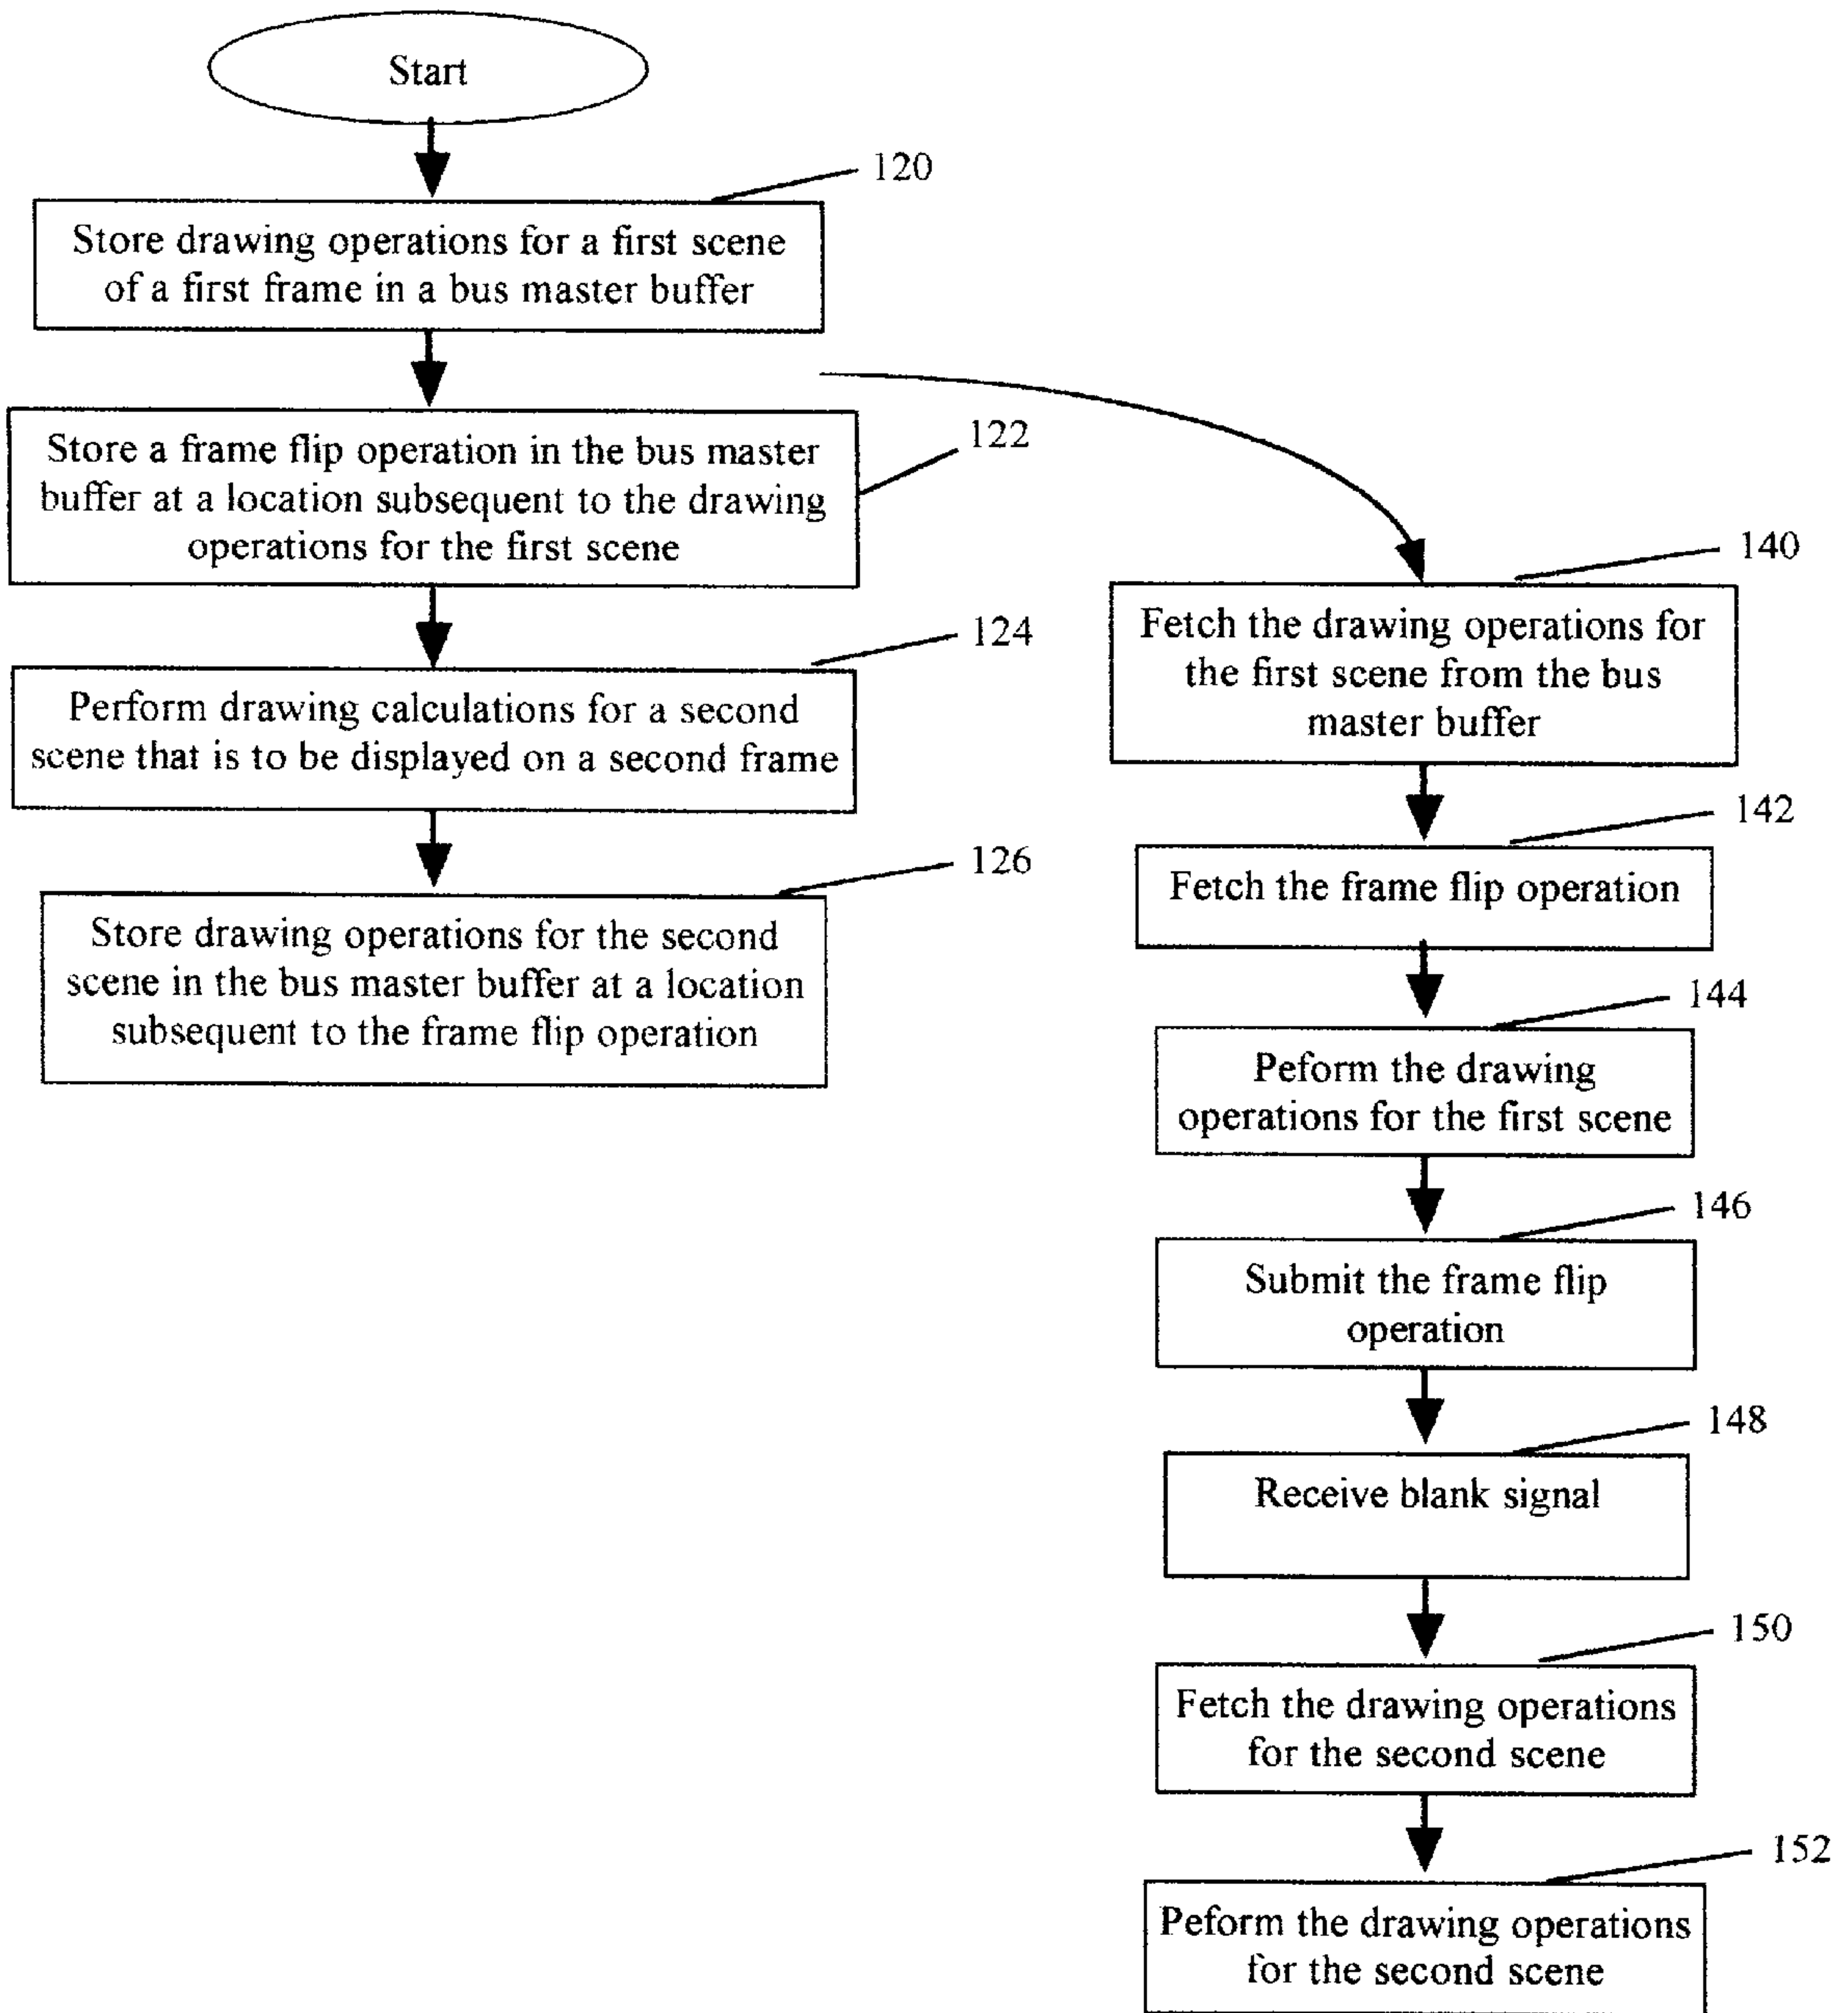 Start
120
Store drawing operations for a first scene
of a first frame in a bus master buffer
122
Store a frame flip operation in the bus master
buffer at a location subsequent to the drawing
operations for the first scene
124
Perform drawing calculations for a second
scene that is to be displayed on a second frame
126
Store drawing operations for the second
scene in the bus master buffer at a location
subsequent to the frame flip operation
140
Fetch the drawing operations for
the first scene from the bus
master buffer
142
Fetch the frame flip operation
144
Peform the drawing
operations for the first scene
146
Submit the frame flip
operation
148
Receive blank signal
150
Fetch the drawing operations
for the second scene
152
Peform the drawing operations
for the second scene